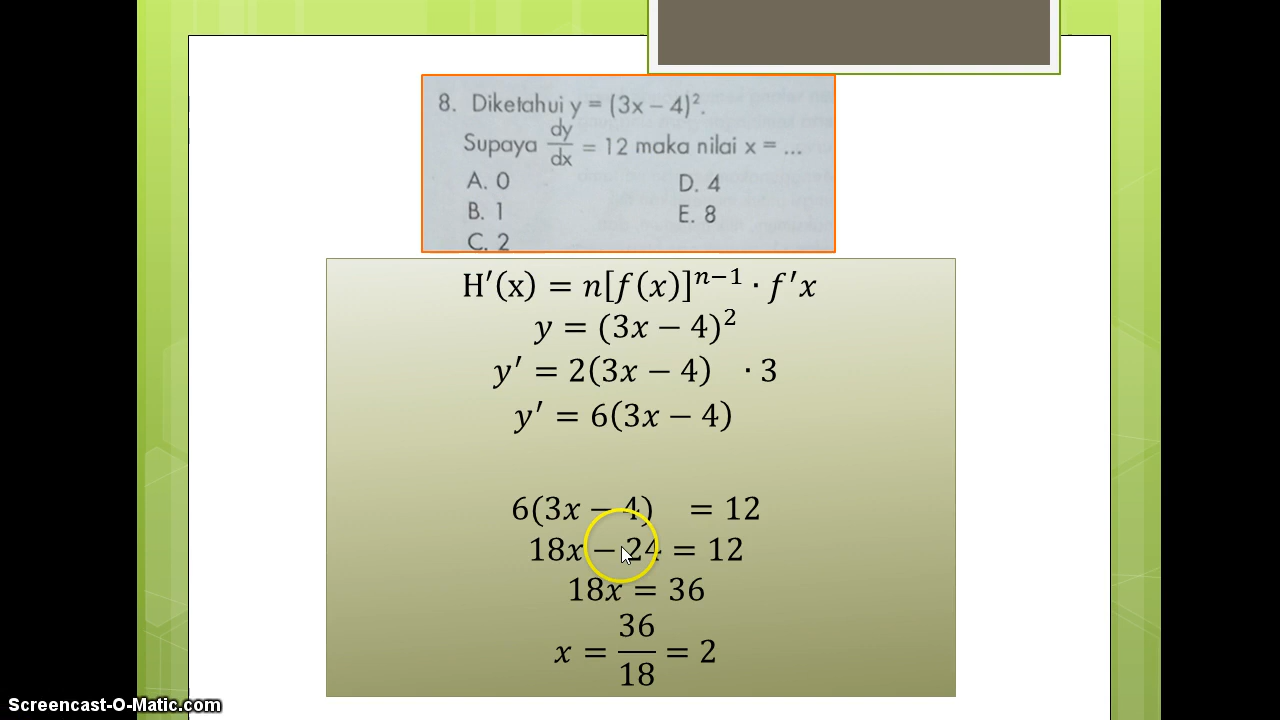 8. Diketahui y = (3x – 4)².
Supaya dy/dx = 12 maka nilai x = ...
A. 0 D. 4
B. 1 E. 8
C. 2
H′(x) = n[f(x)]ⁿ⁻¹ · f′x
y = (3x − 4)²
y′ = 2(3x − 4) · 3
y′ = 6(3x − 4)
6(3x − 4) = 12
18x − 24 = 12
18x = 36
x = 36/18 = 2
Screencast-O-Matic.com